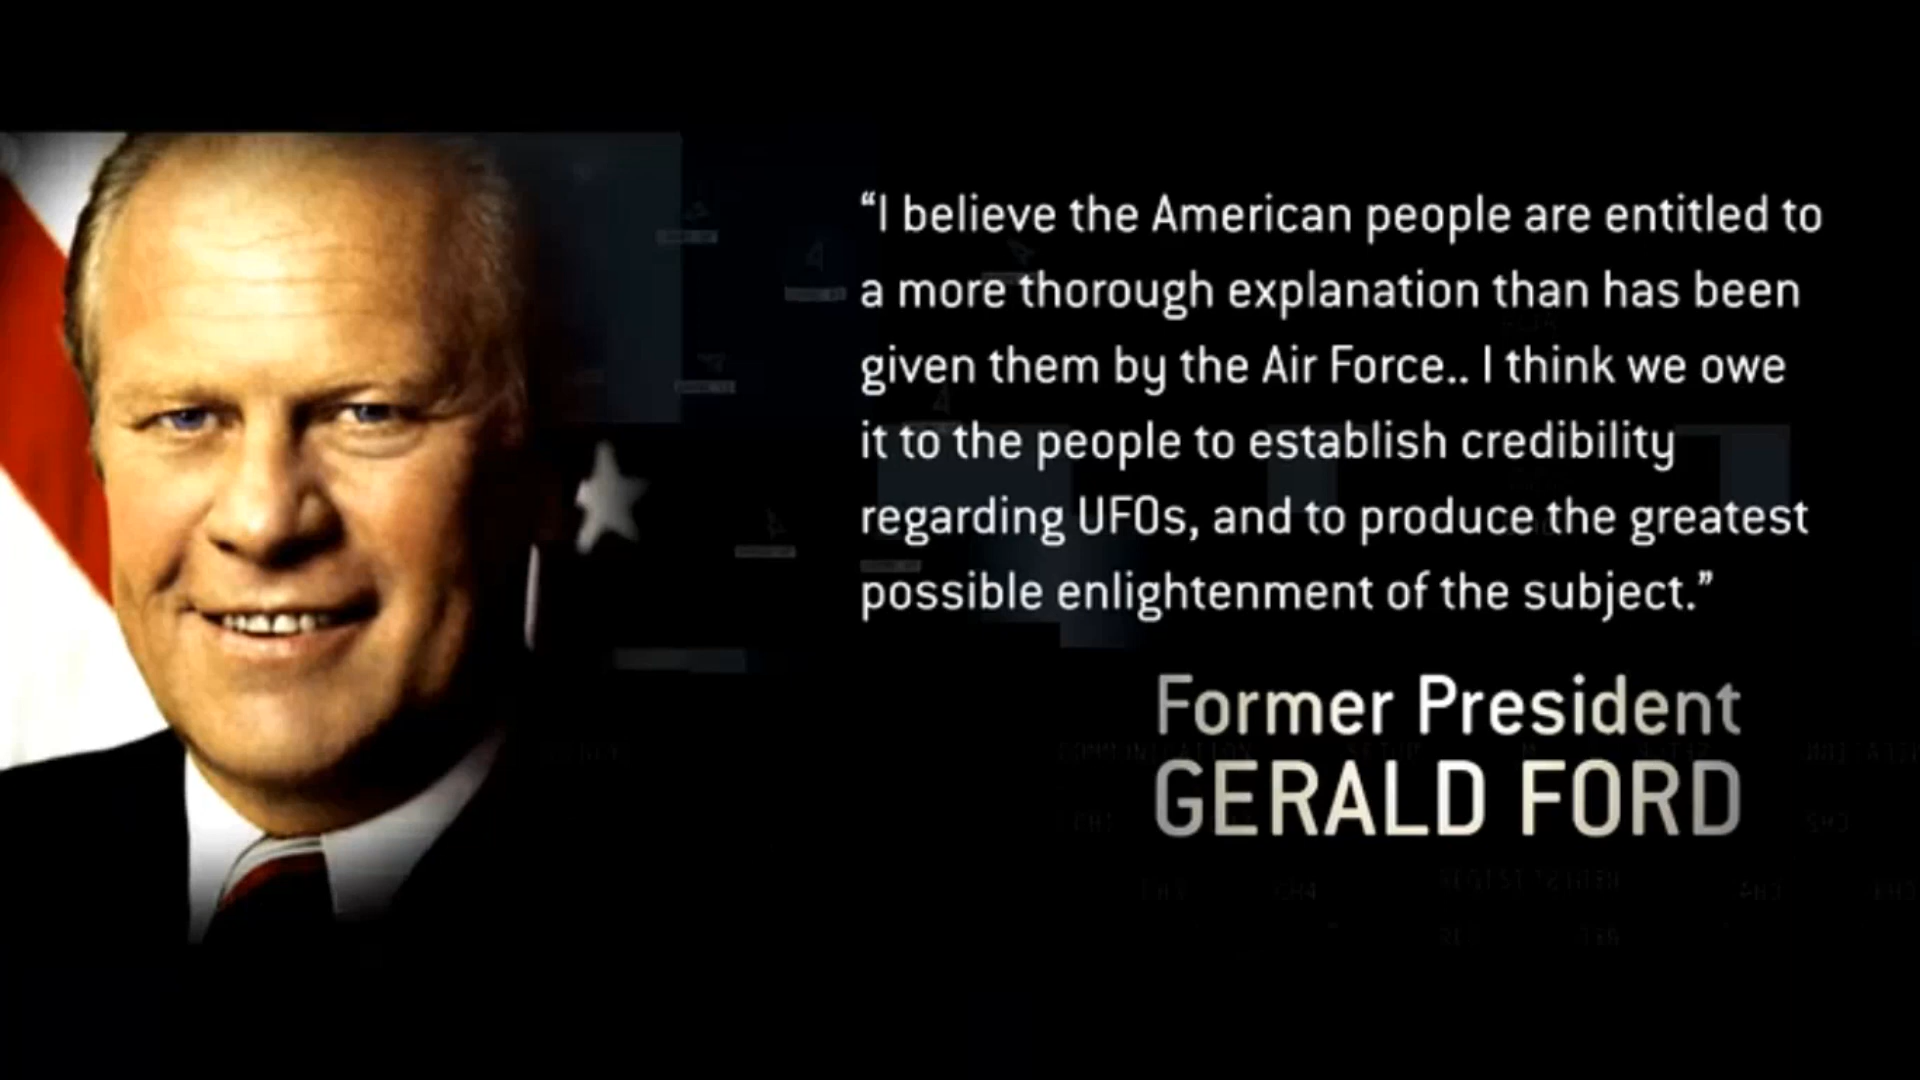 “I believe the American people are entitled to
a more thorough explanation than has been
given them by the Air Force.. I think we owe
it to the people to establish credibility
regarding UFOs, and to produce the greatest
possible enlightenment of the subject.”
Former President
GERALD FORD